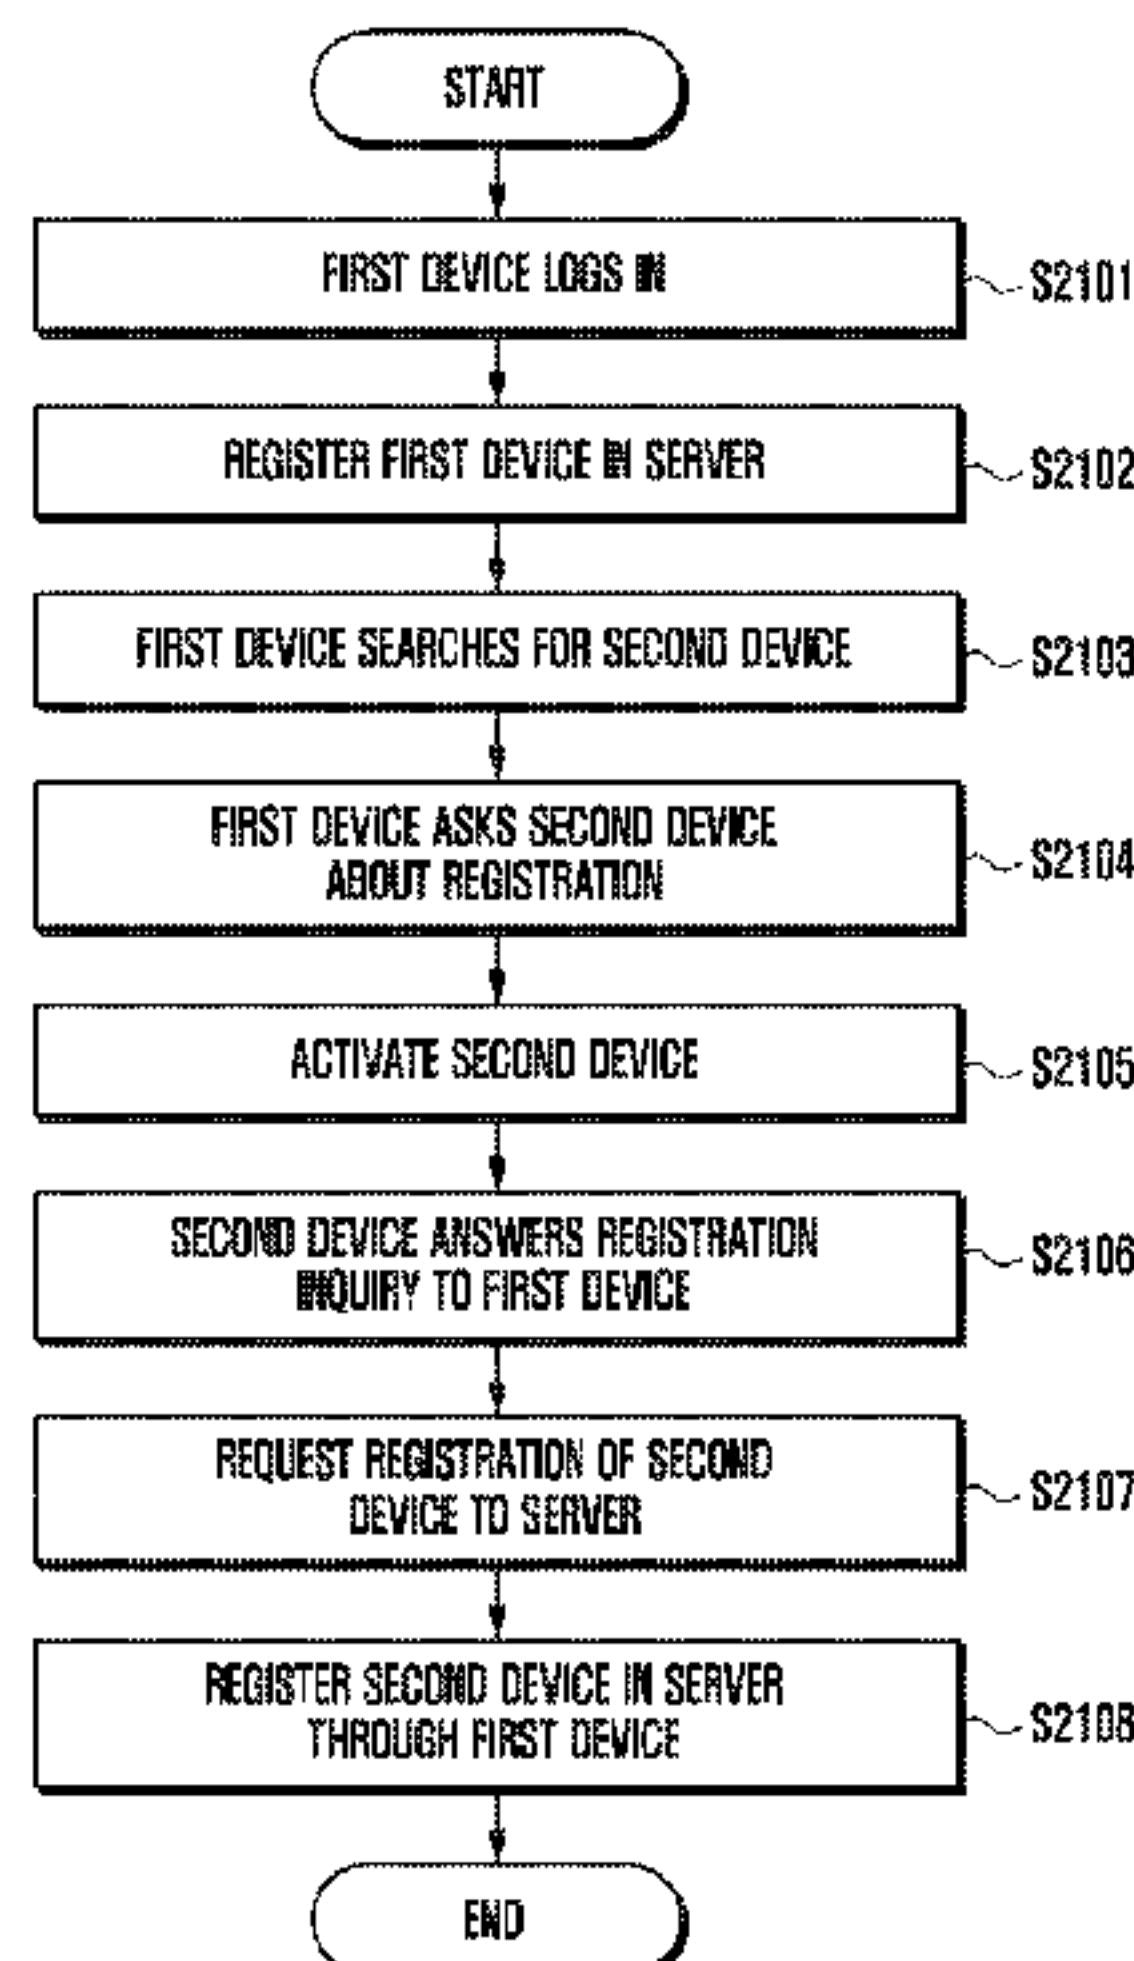 START
FIRST DEVICE LOGS IN
S2101
REGISTER FIRST DEVICE IN SERVER
S2102
FIRST DEVICE SEARCHES FOR SECOND DEVICE
S2103
FIRST DEVICE ASKS SECOND DEVICE
ABOUT REGISTRATION
S2104
ACTIVATE SECOND DEVICE
S2105
SECOND DEVICE ANSWERS REGISTRATION
INQUIRY TO FIRST DEVICE
S2106
REQUEST REGISTRATION OF SECOND
DEVICE TO SERVER
S2107
REGISTER SECOND DEVICE IN SERVER
THROUGH FIRST DEVICE
S2108
END